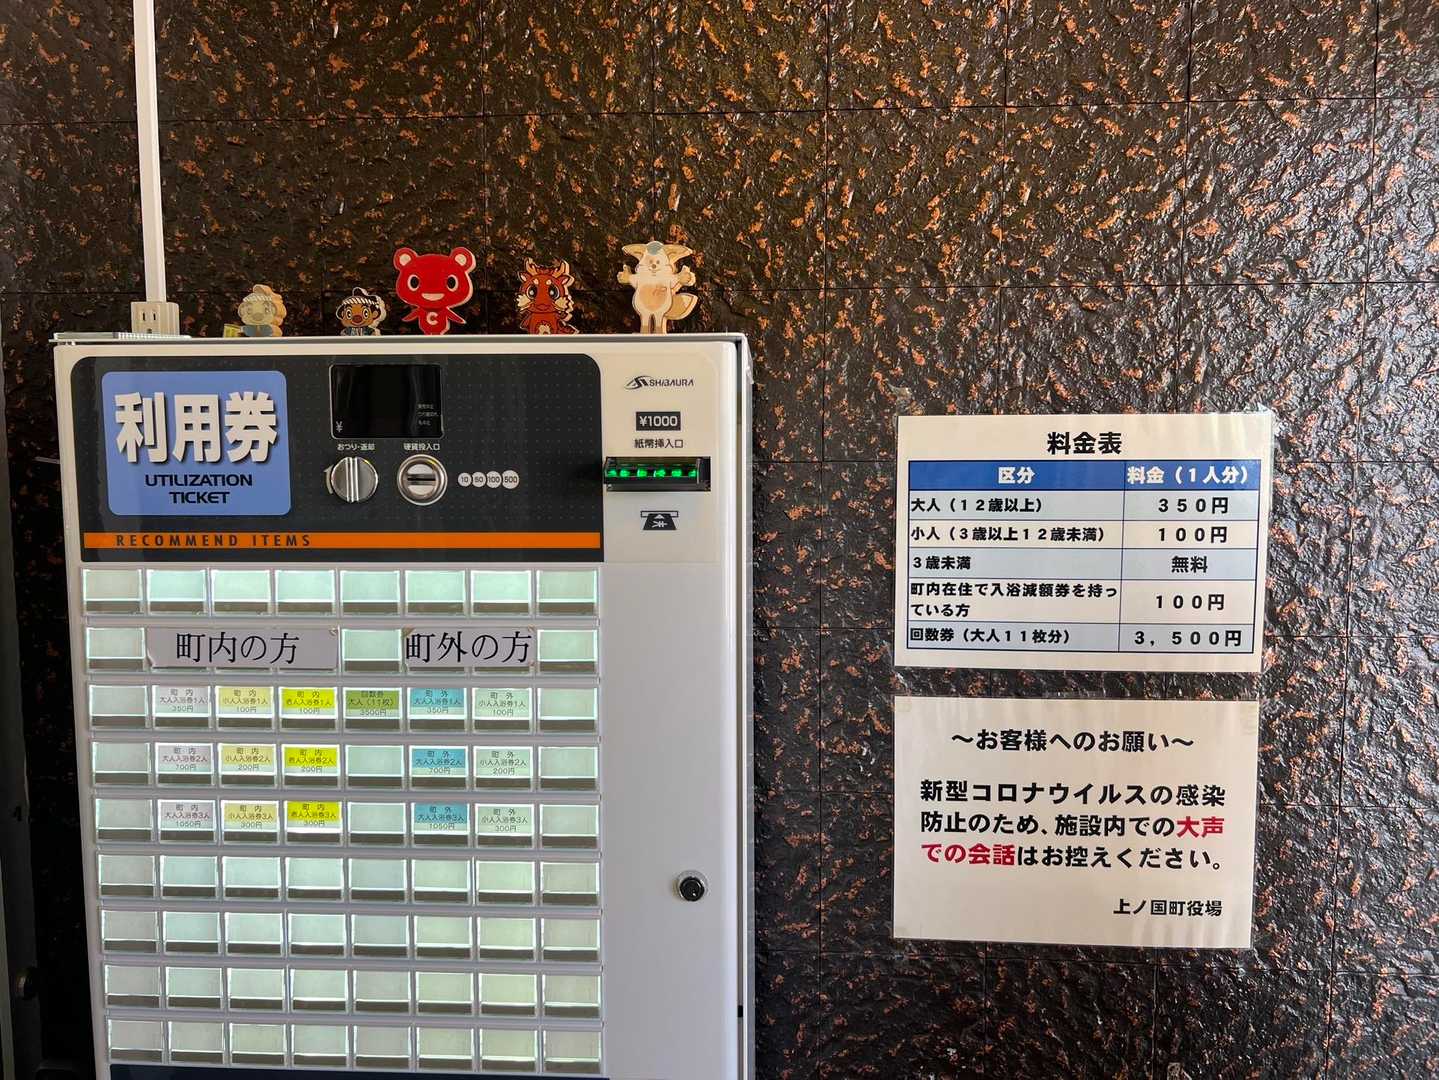 利用券
UTILIZATION
TICKET
¥
おつり・返却
硬貨投入口
10 50 100 500
SHIBAURA
¥1000
紙幣挿入口
RECOMMEND ITEMS
町内の方
町外の方
町 内
大人入浴券1人
350円
町 内
小人入浴券1人
100円
町 内
老人入浴券1人
100円
回数券
大人（11枚）
3500円
町 外
大人入浴券1人
350円
町 外
小人入浴券1人
100円
町 内
大人入浴券2人
700円
町 内
小人入浴券2人
200円
町 内
老人入浴券2人
200円
町 外
大人入浴券2人
700円
町 外
小人入浴券2人
200円
町 内
大人入浴券3人
1050円
町 内
小人入浴券3人
300円
町 内
老人入浴券3人
300円
町 外
大人入浴券3人
1050円
町 外
小人入浴券3人
300円
料金表
区分 料金（１人分）
大人（１２歳以上） ３５０円
小人（３歳以上１２歳未満） １００円
３歳未満 無料
町内在住で入浴減額券を持っ
ている方 １００円
回数券（大人１１枚分） ３，５００円
～お客様へのお願い～
新型コロナウイルスの感染
防止のため、施設内での大声
での会話はお控えください。
上ノ国町役場